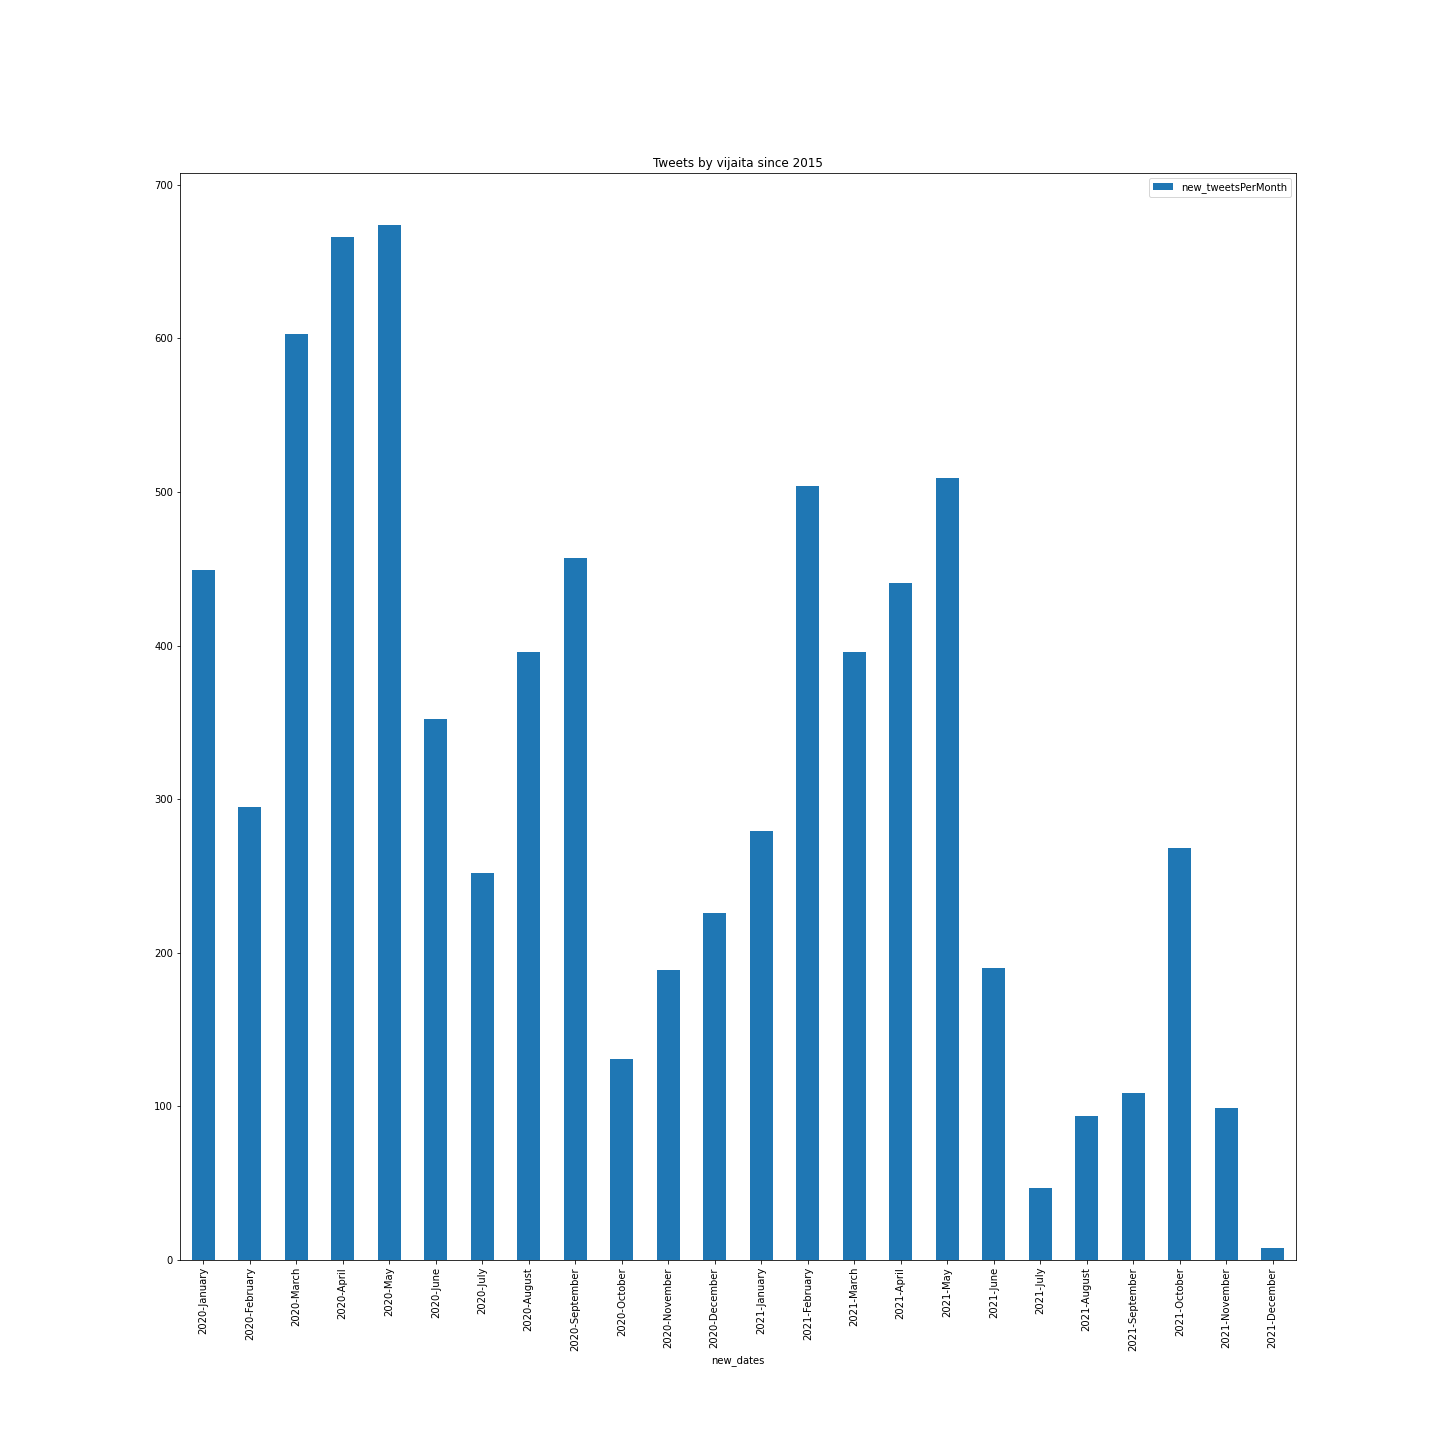 Tweets by vijaita since 2015
new_tweetsPerMonth
700
600
500
400
300
200
100
0
2020-January
2020-February
2020-March
2020-April
2020-May
2020-June
2020-July
2020-August
2020-September
2020-October
2020-November
2020-December
2021-January
2021-February
2021-March
2021-April
2021-May
2021-June
2021-July
2021-August
2021-September
2021-October
2021-November
2021-December
new_dates